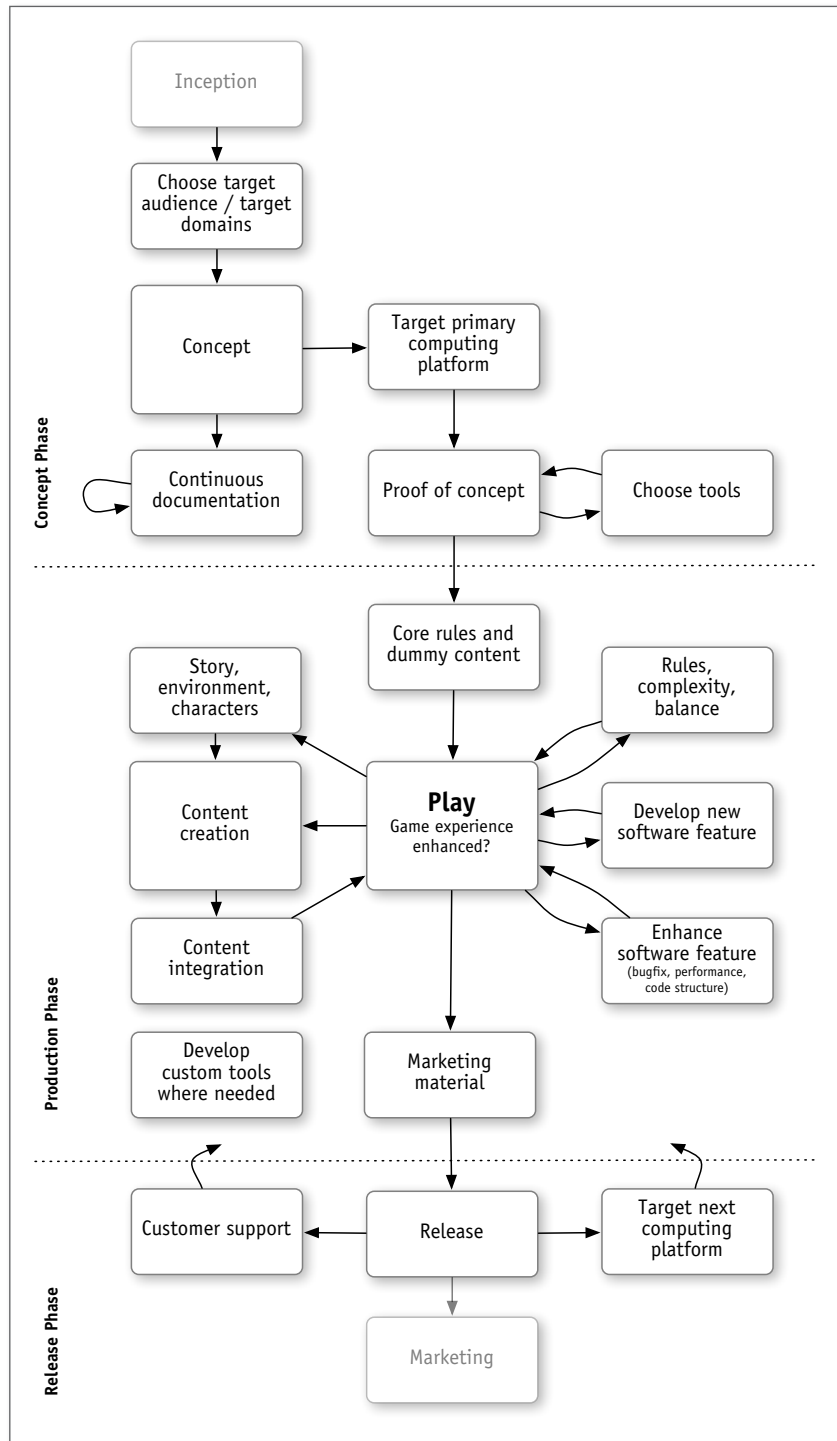 Inception
Choose target
audience / target
domains
Concept
Target primary
computing
platform
Concept Phase
Continuous
documentation
Proof of concept
Choose tools
Core rules and
dummy content
Story,
environment,
characters
Rules,
complexity,
balance
Content
creation
Play
Game experience
enhanced?
Develop new
software feature
Content
integration
Enhance
software feature
(bugfix, performance,
code structure)
Production Phase
Develop
custom tools
where needed
Marketing
material
Customer support
Release
Target next
computing
platform
Release Phase
Marketing